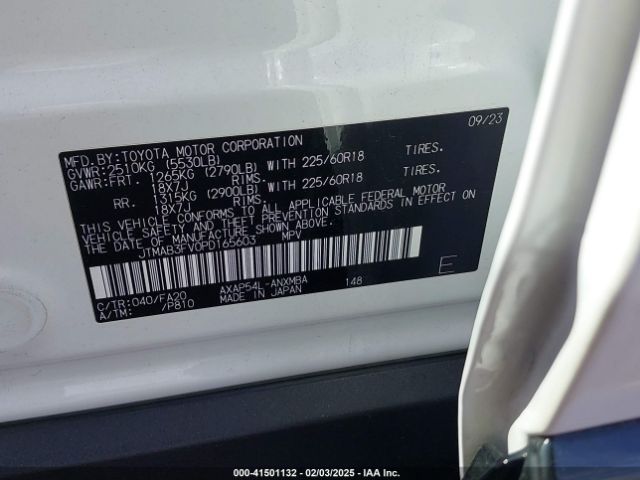 09/23
MFD.BY:TOYOTA MOTOR CORPORATION
GVWR:2510KG (5530LB)
GAWR:FRT. 1265KG (2790LB) WITH 225/60R18 TIRES.
18X7J RIMS.
RR. 1315KG (2900LB) WITH 225/60R18 TIRES.
18X7J RIMS.
THIS VEHICLE CONFORMS TO ALL APPLICABLE FEDERAL MOTOR
VEHICLE SAFETY AND THEFT PREVENTION STANDARDS IN EFFECT ON
THE DATE OF MANUFACTURE SHOWN ABOVE.
JTMAB3FV0PD165603 MPV
C/TR:040/FA20 AXAP54L-ANXMBA 148 E
A/TM: /P810 MADE IN JAPAN
000-41501132 - 02/03/2025 - IAA Inc.